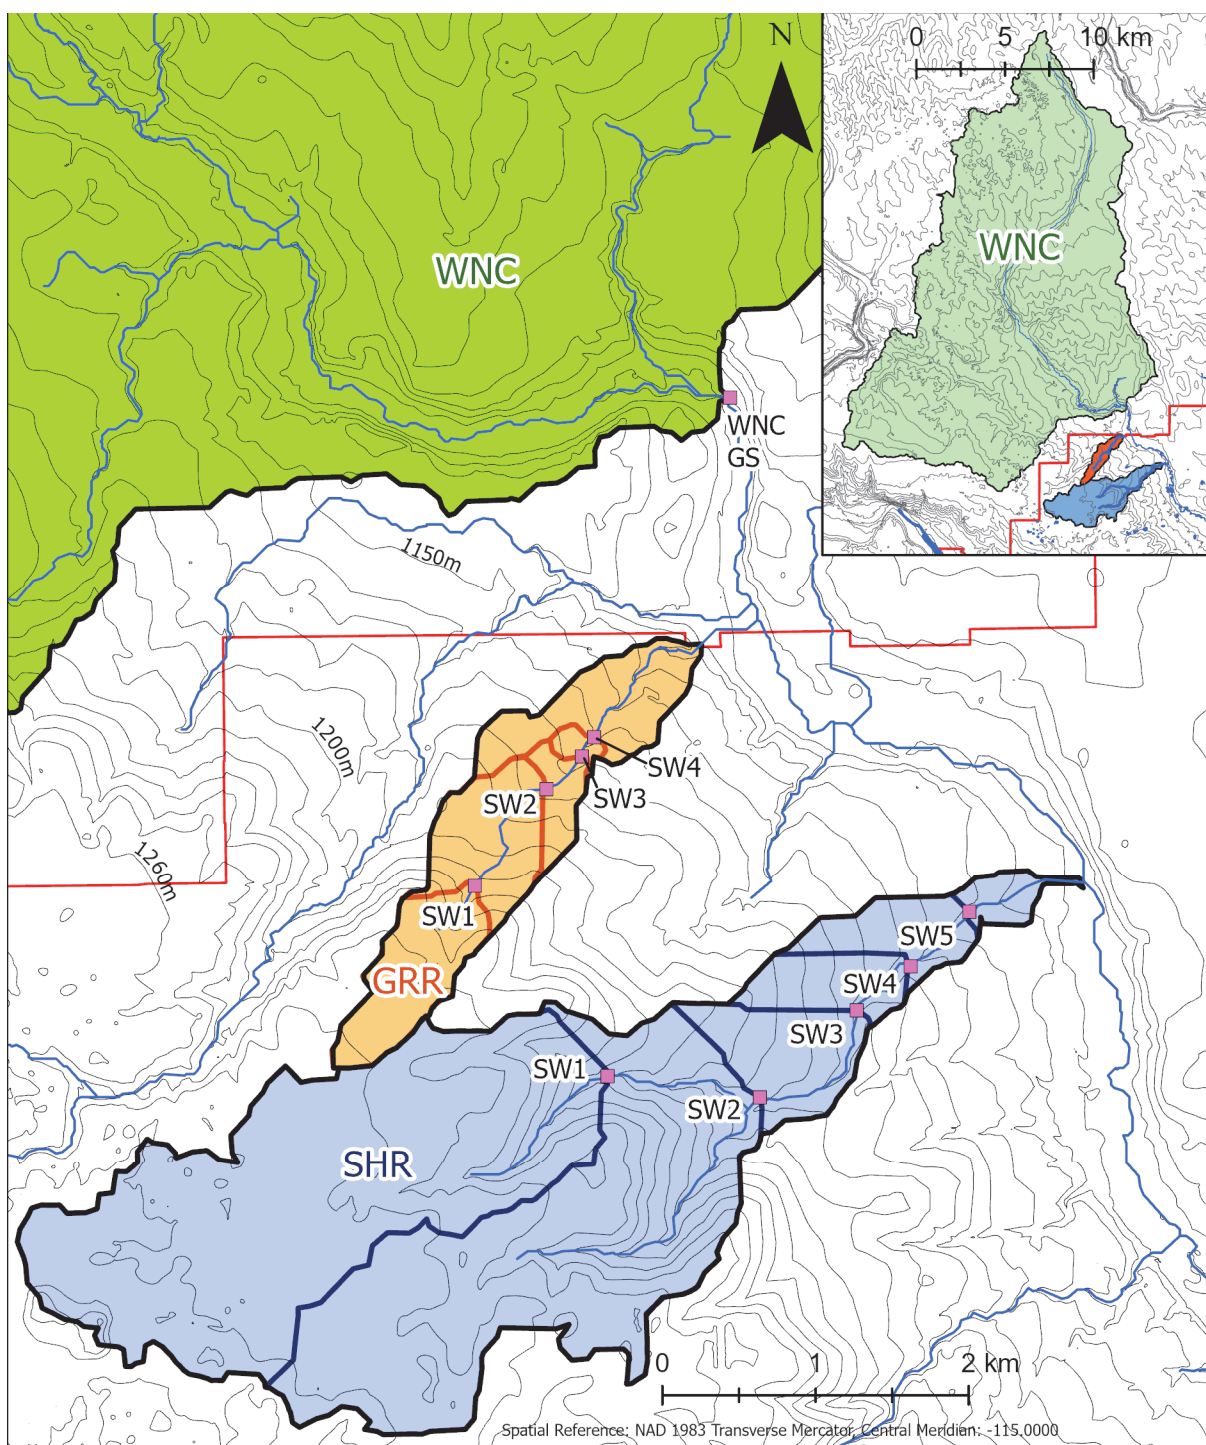 N
0 5 10 km
WNC
WNC
WNC
GS
1150m
1200m
1260m
SW4
SW3
SW2
SW1
GRR
SW5
SW4
SW3
SW1
SW2
SHR
0 1 2 km
Spatial Reference: NAD 1983 Transverse Mercator, Central Meridian: -115.0000